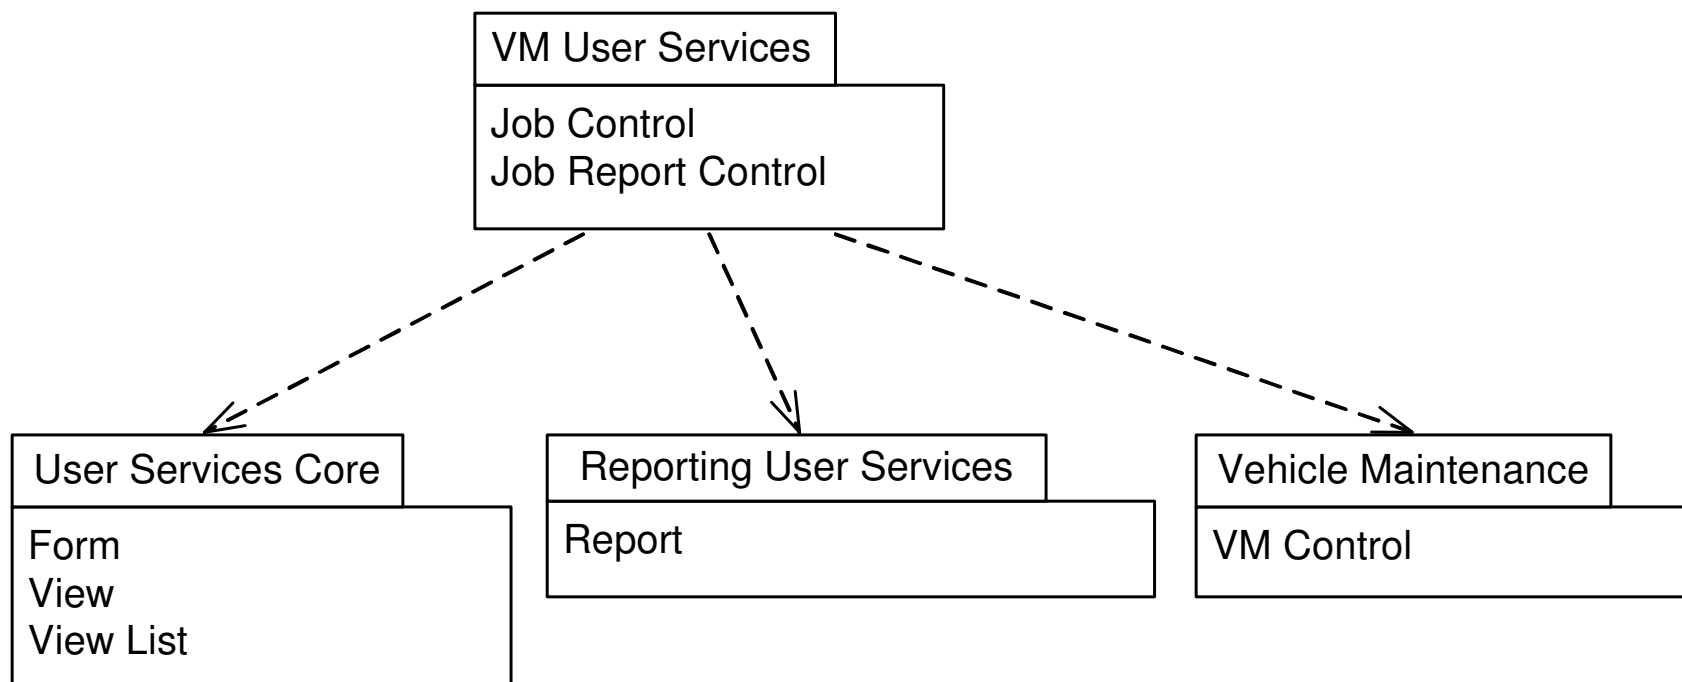 VM User Services
Job Control
Job Report Control
User Services Core
Form
View
View List
Reporting User Services
Report
Vehicle Maintenance
VM Control